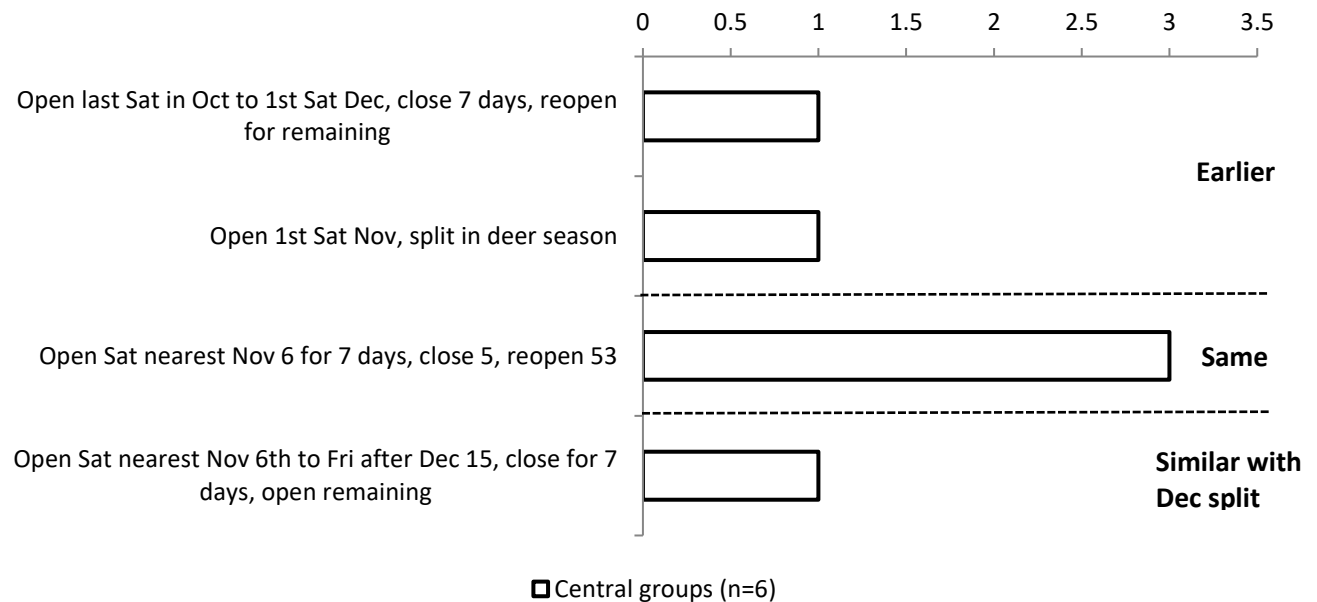 0 0.5 1 1.5 2 2.5 3 3.5
Open last Sat in Oct to 1st Sat Dec, close 7 days, reopen
for remaining
Earlier
Open 1st Sat Nov, split in deer season
Open Sat nearest Nov 6 for 7 days, close 5, reopen 53
Same
Open Sat nearest Nov 6th to Fri after Dec 15, close for 7
days, open remaining
Similar with
Dec split
Central groups (n=6)